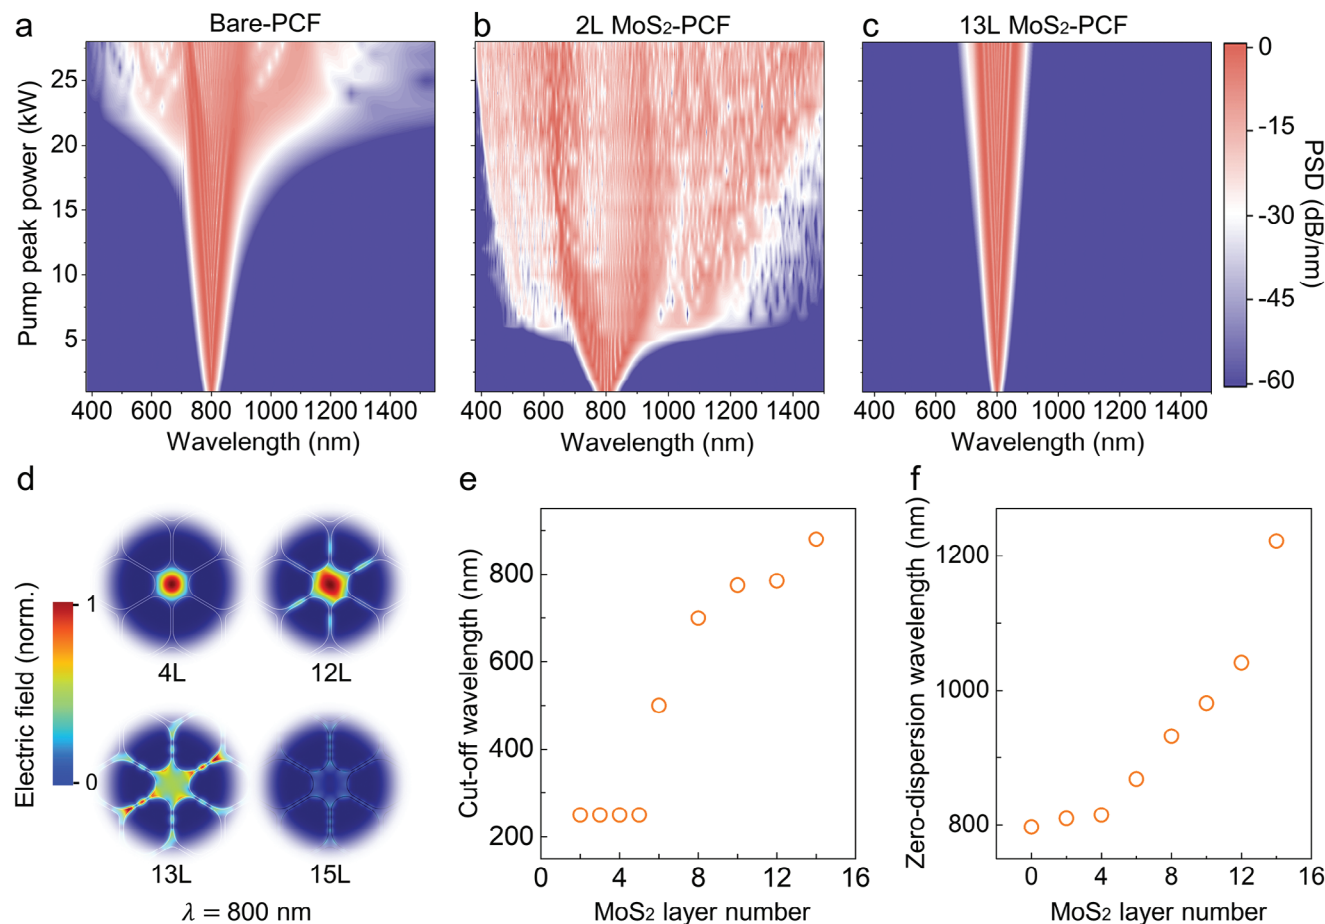 a
Bare-PCF
b
2L MoS₂-PCF
c
13L MoS₂-PCF
Pump peak power (kW)
25
20
15
10
5
400 600 800 1000 1200 1400
Wavelength (nm)
400 600 800 1000 1200 1400
Wavelength (nm)
400 600 800 1000 1200 1400
Wavelength (nm)
0
-15
-30
-45
-60
PSD (dB/nm)
d
Electric field (norm.)
1
0
4L
12L
13L
15L
λ = 800 nm
e
Cut-off wavelength (nm)
800
600
400
200
0 4 8 12 16
MoS₂ layer number
f
Zero-dispersion wavelength (nm)
1200
1000
800
0 4 8 12 16
MoS₂ layer number